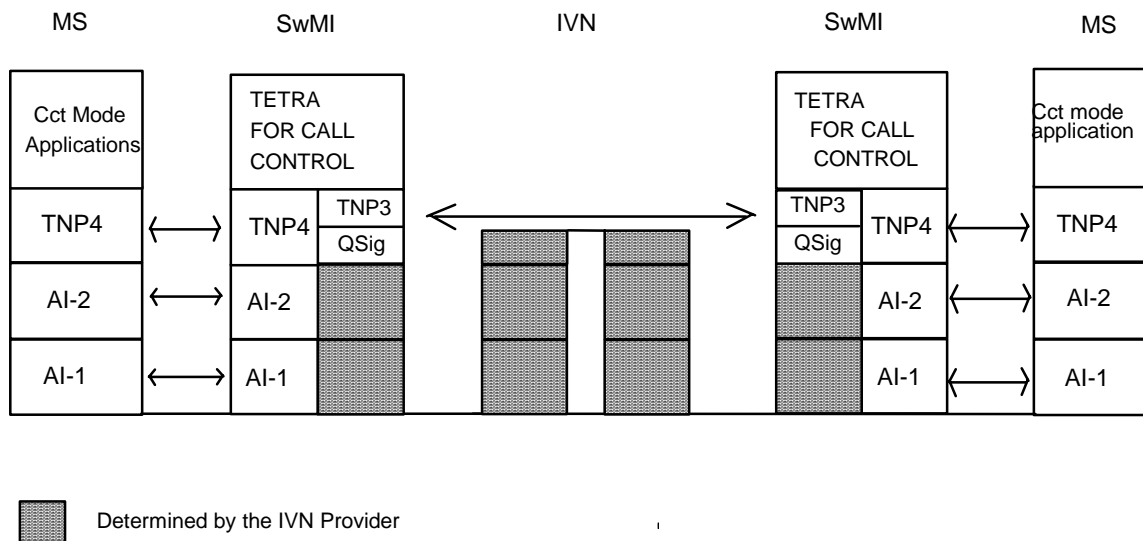 MS SwMI IVN SwMI MS
Cct Mode
Applications
TETRA
FOR CALL
CONTROL
TETRA
FOR CALL
CONTROL
Cct mode
application
TNP4 TNP4 TNP3 TNP3 TNP4 TNP4
QSig QSig
AI-2 AI-2 AI-2 AI-2
AI-1 AI-1 AI-1 AI-1
Determined by the IVN Provider